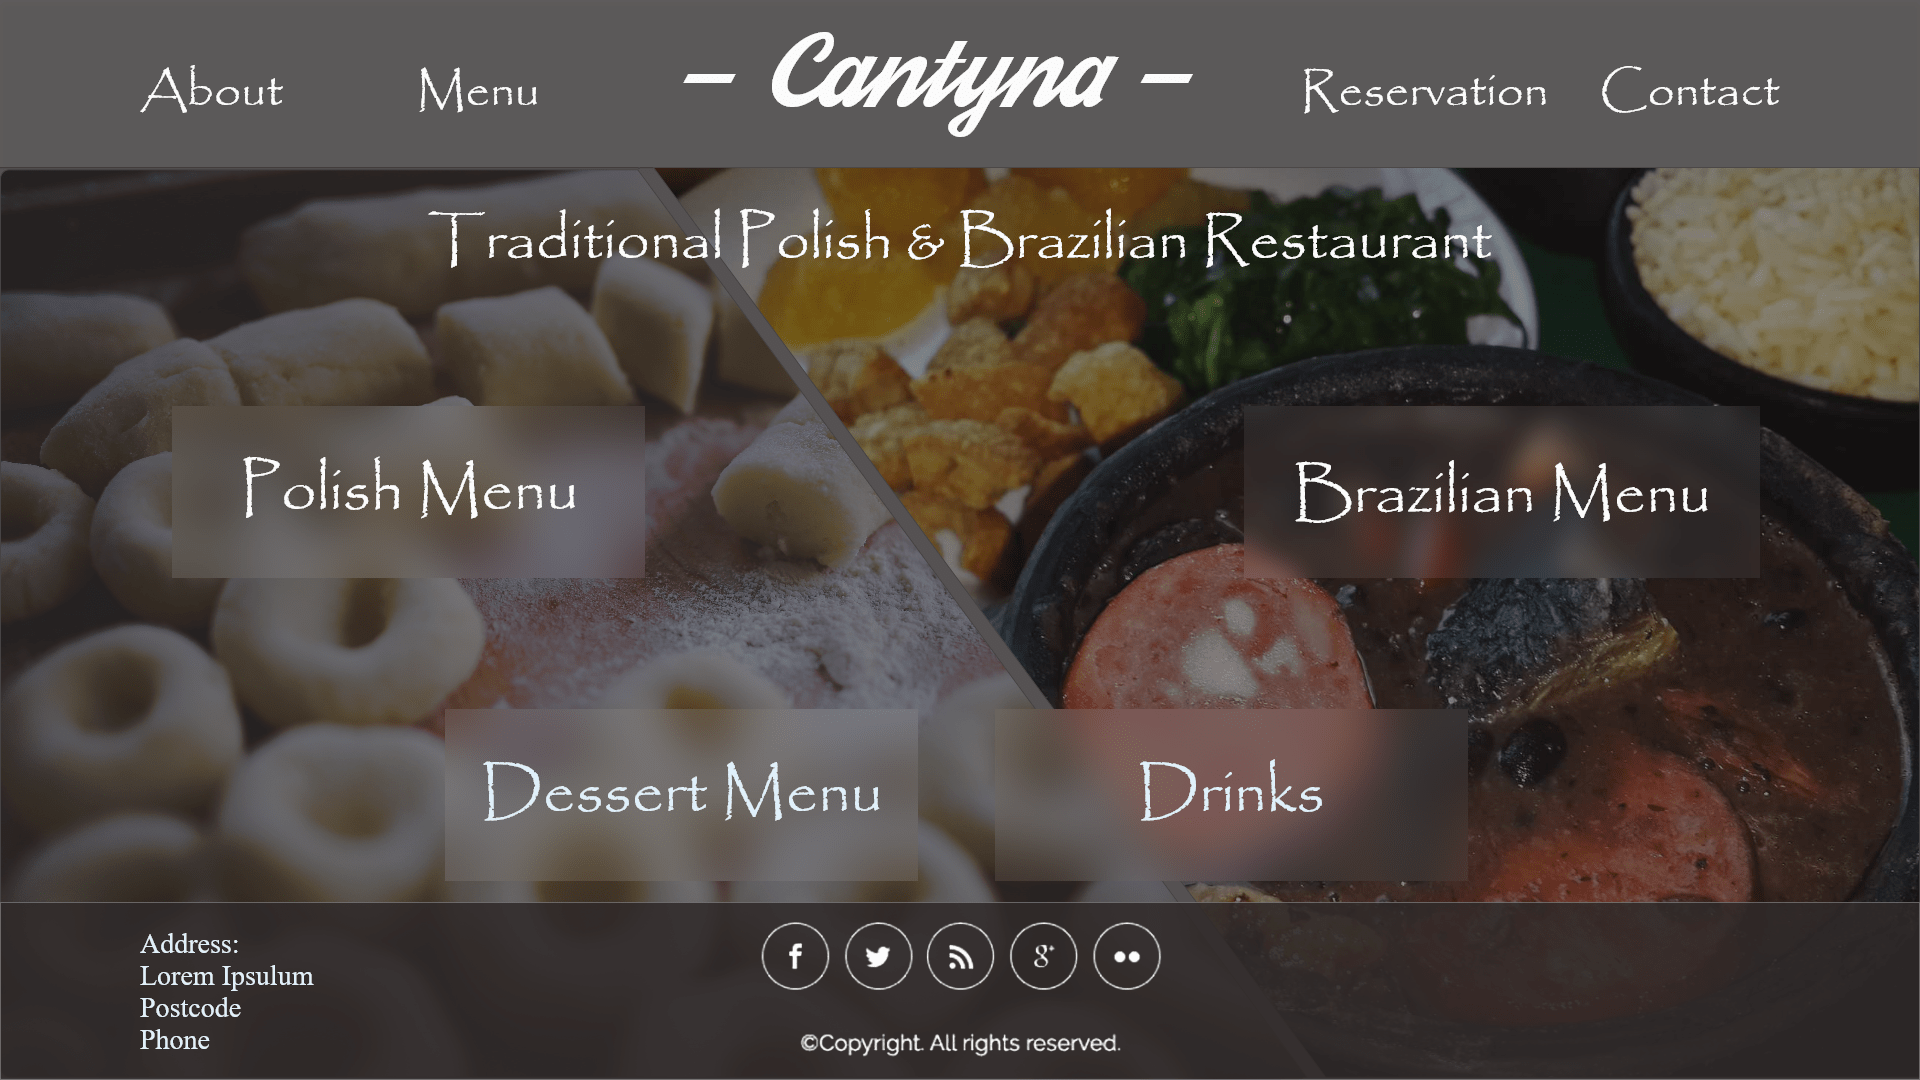 About Menu – Cantyna – Reservation Contact
Traditional Polish & Brazilian Restaurant
Polish Menu
Brazilian Menu
Dessert Menu
Drinks
Address:
Lorem Ipsulum
Postcode
Phone
©Copyright. All rights reserved.